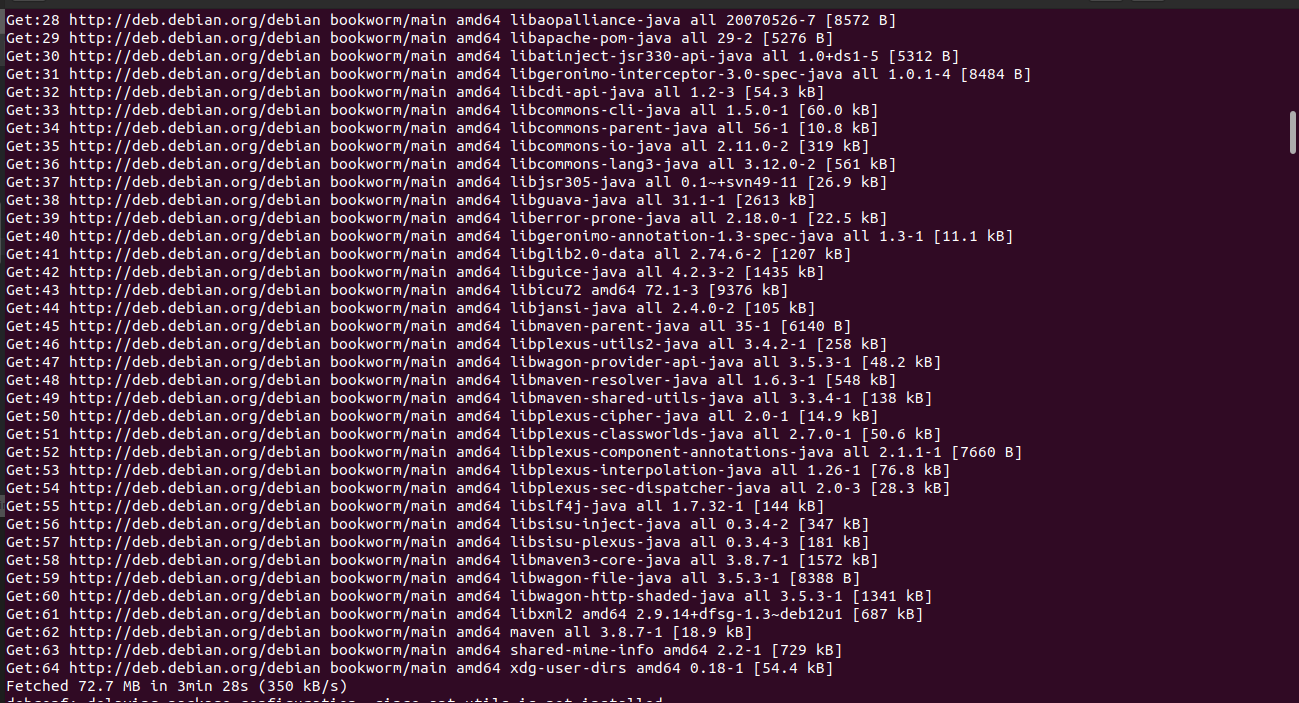 Get:28 http://deb.debian.org/debian bookworm/main amd64 libaopalliance-java all 20070526-7 [8572 B]
Get:29 http://deb.debian.org/debian bookworm/main amd64 libapache-pom-java all 29-2 [5276 B]
Get:30 http://deb.debian.org/debian bookworm/main amd64 libatinject-jsr330-api-java all 1.0+ds1-5 [5312 B]
Get:31 http://deb.debian.org/debian bookworm/main amd64 libgeronimo-interceptor-3.0-spec-java all 1.0.1-4 [8484 B]
Get:32 http://deb.debian.org/debian bookworm/main amd64 libcdi-api-java all 1.2-3 [54.3 kB]
Get:33 http://deb.debian.org/debian bookworm/main amd64 libcommons-cli-java all 1.5.0-1 [60.0 kB]
Get:34 http://deb.debian.org/debian bookworm/main amd64 libcommons-parent-java all 56-1 [10.8 kB]
Get:35 http://deb.debian.org/debian bookworm/main amd64 libcommons-io-java all 2.11.0-2 [319 kB]
Get:36 http://deb.debian.org/debian bookworm/main amd64 libcommons-lang3-java all 3.12.0-2 [561 kB]
Get:37 http://deb.debian.org/debian bookworm/main amd64 libjsr305-java all 0.1~+svn49-11 [26.9 kB]
Get:38 http://deb.debian.org/debian bookworm/main amd64 libguava-java all 31.1-1 [2613 kB]
Get:39 http://deb.debian.org/debian bookworm/main amd64 liberror-prone-java all 2.18.0-1 [22.5 kB]
Get:40 http://deb.debian.org/debian bookworm/main amd64 libgeronimo-annotation-1.3-spec-java all 1.3-1 [11.1 kB]
Get:41 http://deb.debian.org/debian bookworm/main amd64 libglib2.0-data all 2.74.6-2 [1207 kB]
Get:42 http://deb.debian.org/debian bookworm/main amd64 libguice-java all 4.2.3-2 [1435 kB]
Get:43 http://deb.debian.org/debian bookworm/main amd64 libicu72 amd64 72.1-3 [9376 kB]
Get:44 http://deb.debian.org/debian bookworm/main amd64 libjansi-java all 2.4.0-2 [105 kB]
Get:45 http://deb.debian.org/debian bookworm/main amd64 libmaven-parent-java all 35-1 [6140 B]
Get:46 http://deb.debian.org/debian bookworm/main amd64 libplexus-utils2-java all 3.4.2-1 [258 kB]
Get:47 http://deb.debian.org/debian bookworm/main amd64 libwagon-provider-api-java all 3.5.3-1 [48.2 kB]
Get:48 http://deb.debian.org/debian bookworm/main amd64 libmaven-resolver-java all 1.6.3-1 [548 kB]
Get:49 http://deb.debian.org/debian bookworm/main amd64 libmaven-shared-utils-java all 3.3.4-1 [138 kB]
Get:50 http://deb.debian.org/debian bookworm/main amd64 libplexus-cipher-java all 2.0-1 [14.9 kB]
Get:51 http://deb.debian.org/debian bookworm/main amd64 libplexus-classworlds-java all 2.7.0-1 [50.6 kB]
Get:52 http://deb.debian.org/debian bookworm/main amd64 libplexus-component-annotations-java all 2.1.1-1 [7660 B]
Get:53 http://deb.debian.org/debian bookworm/main amd64 libplexus-interpolation-java all 1.26-1 [76.8 kB]
Get:54 http://deb.debian.org/debian bookworm/main amd64 libplexus-sec-dispatcher-java all 2.0-3 [28.3 kB]
Get:55 http://deb.debian.org/debian bookworm/main amd64 libslf4j-java all 1.7.32-1 [144 kB]
Get:56 http://deb.debian.org/debian bookworm/main amd64 libsisu-inject-java all 0.3.4-2 [347 kB]
Get:57 http://deb.debian.org/debian bookworm/main amd64 libsisu-plexus-java all 0.3.4-3 [181 kB]
Get:58 http://deb.debian.org/debian bookworm/main amd64 libmaven3-core-java all 3.8.7-1 [1572 kB]
Get:59 http://deb.debian.org/debian bookworm/main amd64 libwagon-file-java all 3.5.3-1 [8388 B]
Get:60 http://deb.debian.org/debian bookworm/main amd64 libwagon-http-shaded-java all 3.5.3-1 [1341 kB]
Get:61 http://deb.debian.org/debian bookworm/main amd64 libxml2 amd64 2.9.14+dfsg-1.3~deb12u1 [687 kB]
Get:62 http://deb.debian.org/debian bookworm/main amd64 maven all 3.8.7-1 [18.9 kB]
Get:63 http://deb.debian.org/debian bookworm/main amd64 shared-mime-info amd64 2.2-1 [729 kB]
Get:64 http://deb.debian.org/debian bookworm/main amd64 xdg-user-dirs amd64 0.18-1 [54.4 kB]
Fetched 72.7 MB in 3min 28s (350 kB/s)